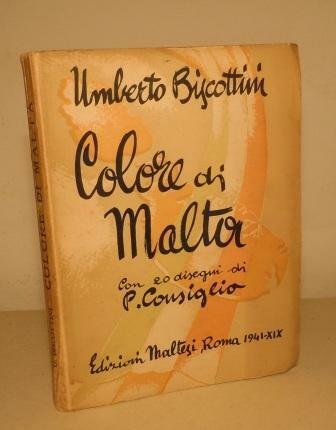 Umberto Biscottini
Colore di
Malta
Con 20 disegni di
P. Consiglio
Edizioni Maltesi, Roma 1941-XIX
U. BISCOTTINI - COLORE DI MALTA